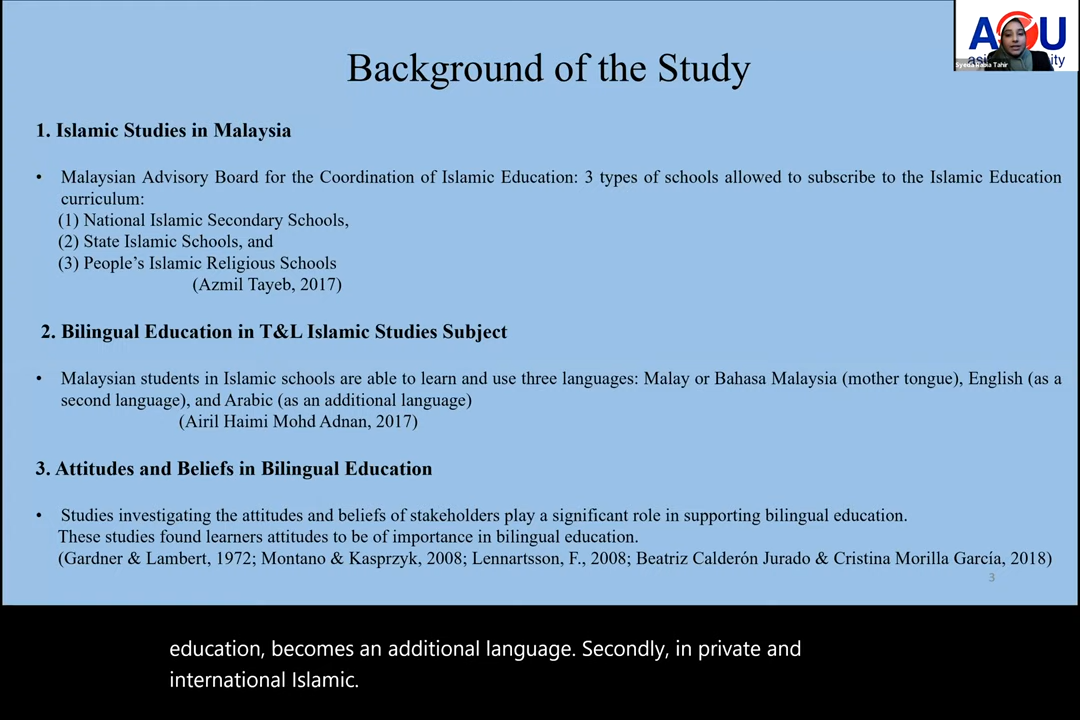 AeU
asia ity
Syeda Rabia Tahir
Background of the Study
1. Islamic Studies in Malaysia
• Malaysian Advisory Board for the Coordination of Islamic Education: 3 types of schools allowed to subscribe to the Islamic Education
curriculum:
(1) National Islamic Secondary Schools,
(2) State Islamic Schools, and
(3) People’s Islamic Religious Schools
(Azmil Tayeb, 2017)
2. Bilingual Education in T&L Islamic Studies Subject
• Malaysian students in Islamic schools are able to learn and use three languages: Malay or Bahasa Malaysia (mother tongue), English (as a
second language), and Arabic (as an additional language)
(Airil Haimi Mohd Adnan, 2017)
3. Attitudes and Beliefs in Bilingual Education
• Studies investigating the attitudes and beliefs of stakeholders play a significant role in supporting bilingual education.
These studies found learners attitudes to be of importance in bilingual education.
(Gardner & Lambert, 1972; Montano & Kasprzyk, 2008; Lennartsson, F., 2008; Beatriz Calderón Jurado & Cristina Morilla García, 2018)
3
education, becomes an additional language. Secondly, in private and
international Islamic.